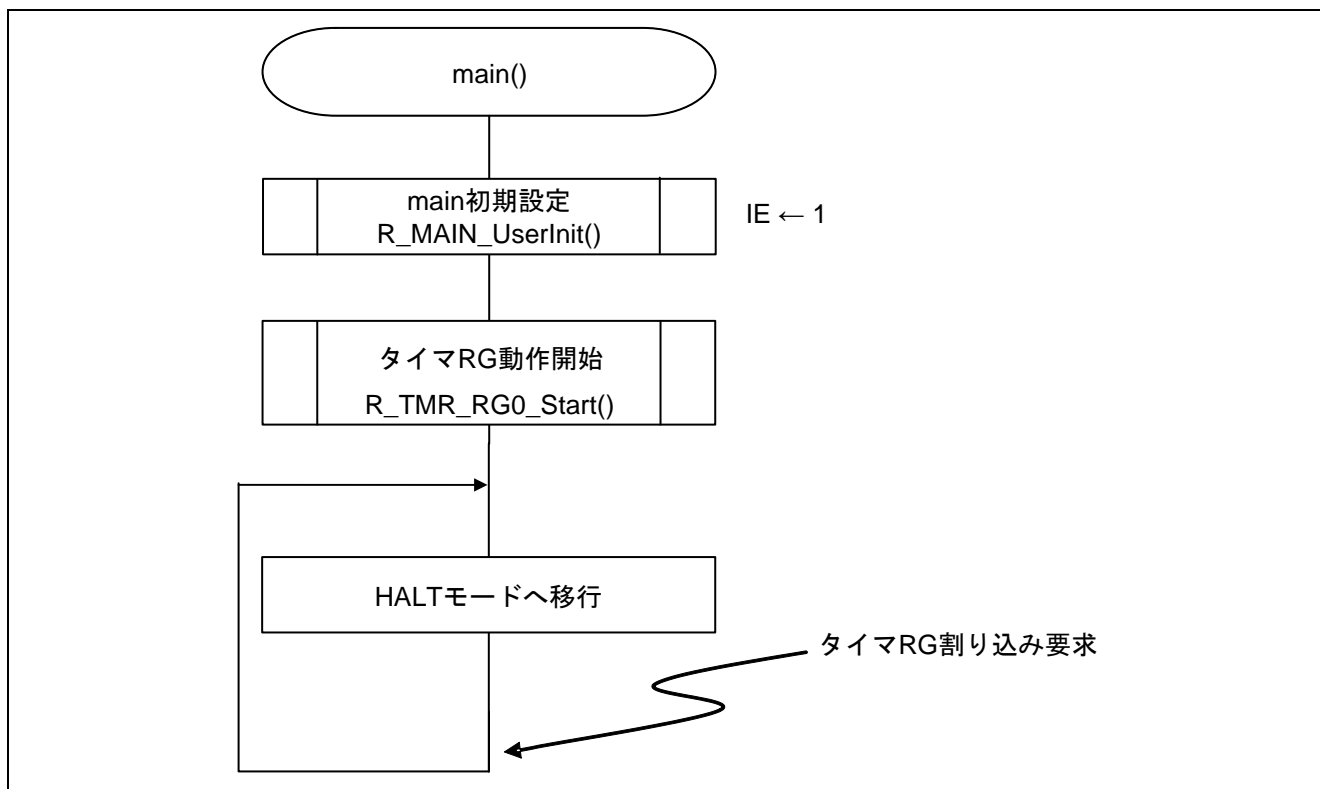 main()
main初期設定
R_MAIN_UserInit()
IE ← 1
タイマRG動作開始
R_TMR_RG0_Start()
HALTモードへ移行
タイマRG割り込み要求